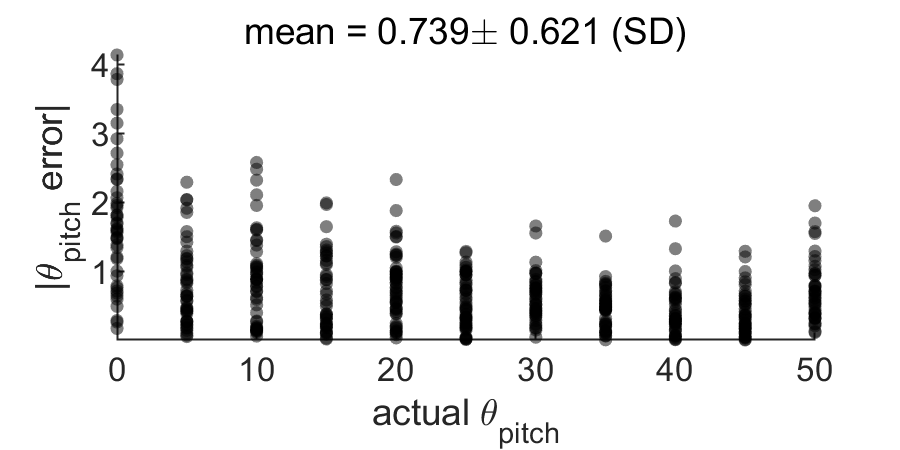 mean = 0.739± 0.621 (SD)
|θpitch error|
4
3
2
1
0 10 20 30 40 50
actual θpitch